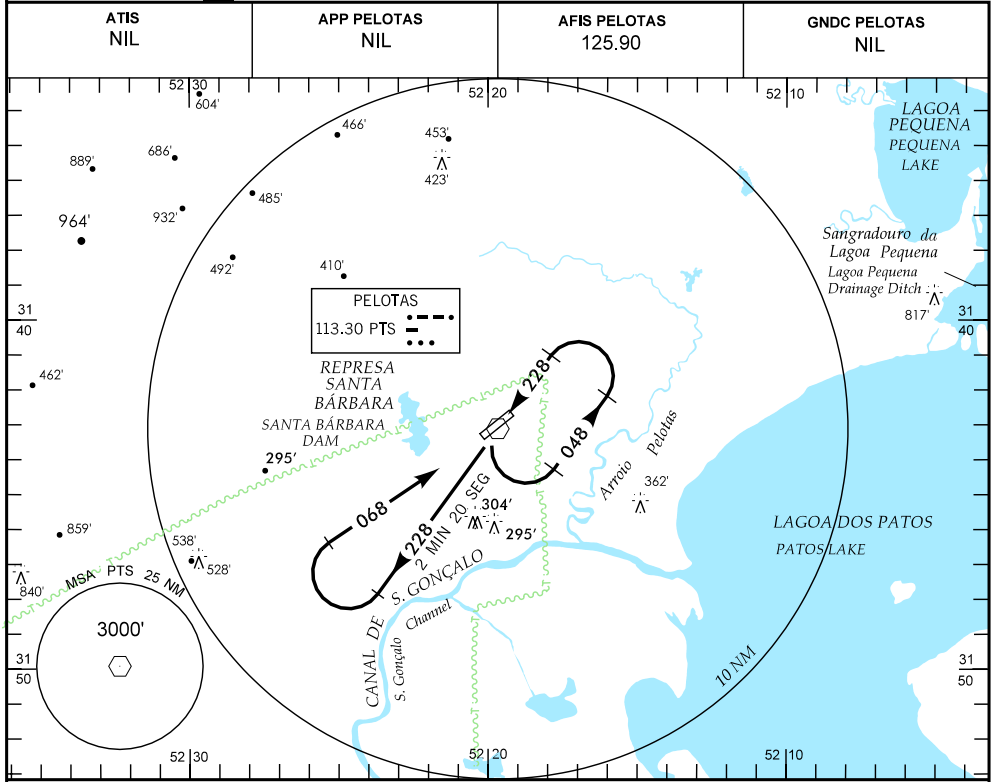 ATIS
NIL
APP PELOTAS
NIL
AFIS PELOTAS
125.90
GNDC PELOTAS
NIL
52 30
52 20
52 10
604'
466'
453'
423'
686'
889'
932'
485'
964'
492'
410'
LAGOA
PEQUENA
PEQUENA
LAKE
Sangradouro da
Lagoa Pequena
Lagoa Pequena
Drainage Ditch
817'
31
40
31
40
PELOTAS
113.30 PTS
REPRESA
SANTA
BÁRBARA
SANTA BÁRBARA
DAM
462'
295'
228
048
068
228
2 MIN 20 SEG
304'
295'
Arroio Pelotas
362'
859'
538'
528'
840'
LAGOA DOS PATOS
PATOS LAKE
MSA PTS 25 NM
3000'
CANAL DE S. GONÇALO
S. Gonçalo Channel
10 NM
31
50
31
50
52 30
52 20
52 10